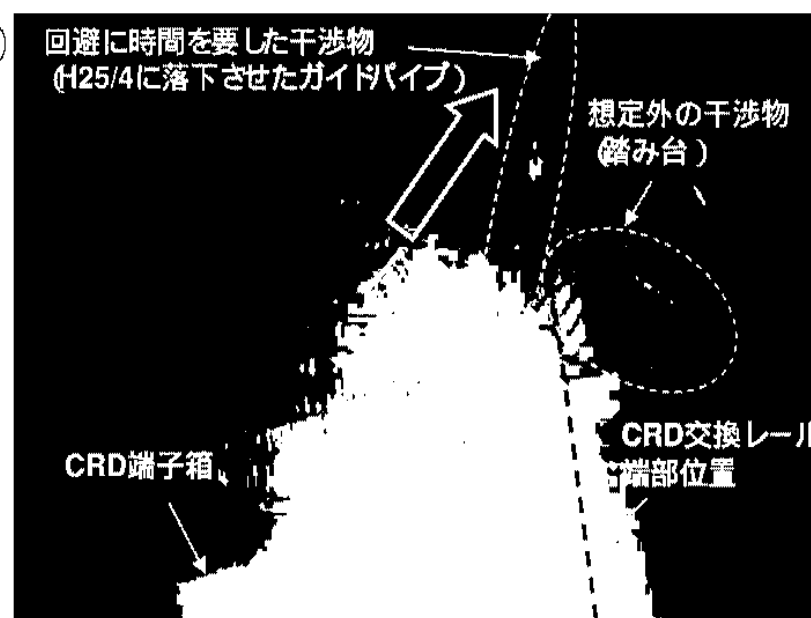 回避に時間を要した干渉物
(H25/4に落下させたガイドパイプ)
想定外の干渉物
(踏み台)
CRD端子箱
CRD交換レール
端部位置